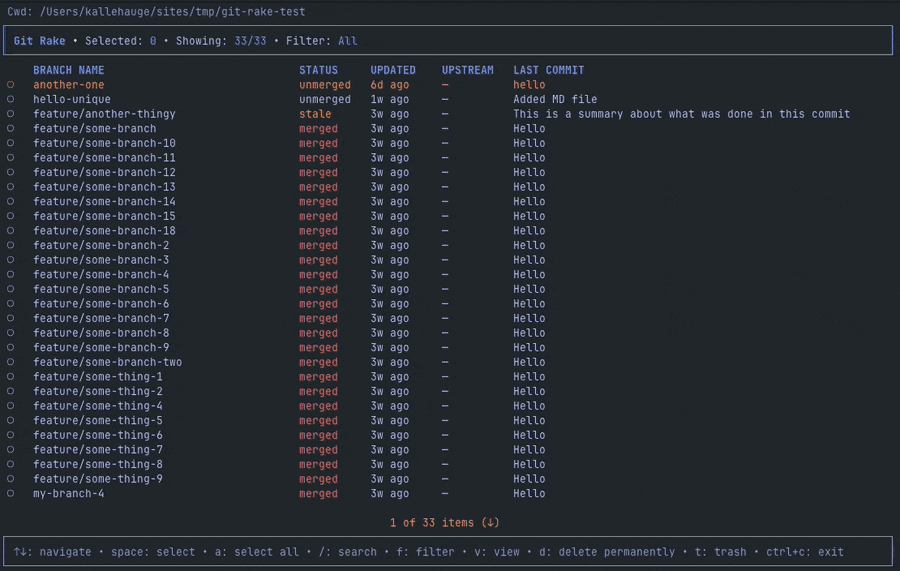 Cwd: /Users/kallehauge/sites/tmp/git-rake-test
Git Rake • Selected: 0 • Showing: 33/33 • Filter: All
BRANCH NAME STATUS UPDATED UPSTREAM LAST COMMIT
○ another-one unmerged 6d ago — hello
○ hello-unique unmerged 1w ago — Added MD file
○ feature/another-thingy stale 3w ago — This is a summary about what was done in this commit
○ feature/some-branch merged 3w ago — Hello
○ feature/some-branch-10 merged 3w ago — Hello
○ feature/some-branch-11 merged 3w ago — Hello
○ feature/some-branch-12 merged 3w ago — Hello
○ feature/some-branch-13 merged 3w ago — Hello
○ feature/some-branch-14 merged 3w ago — Hello
○ feature/some-branch-15 merged 3w ago — Hello
○ feature/some-branch-18 merged 3w ago — Hello
○ feature/some-branch-2 merged 3w ago — Hello
○ feature/some-branch-3 merged 3w ago — Hello
○ feature/some-branch-4 merged 3w ago — Hello
○ feature/some-branch-5 merged 3w ago — Hello
○ feature/some-branch-6 merged 3w ago — Hello
○ feature/some-branch-7 merged 3w ago — Hello
○ feature/some-branch-8 merged 3w ago — Hello
○ feature/some-branch-9 merged 3w ago — Hello
○ feature/some-branch-two merged 3w ago — Hello
○ feature/some-thing-1 merged 3w ago — Hello
○ feature/some-thing-2 merged 3w ago — Hello
○ feature/some-thing-4 merged 3w ago — Hello
○ feature/some-thing-5 merged 3w ago — Hello
○ feature/some-thing-6 merged 3w ago — Hello
○ feature/some-thing-7 merged 3w ago — Hello
○ feature/some-thing-8 merged 3w ago — Hello
○ feature/some-thing-9 merged 3w ago — Hello
○ my-branch-4 merged 3w ago — Hello
1 of 33 items (↓)
↑↓: navigate • space: select • a: select all • /: search • f: filter • v: view • d: delete permanently • t: trash • ctrl+c: exit